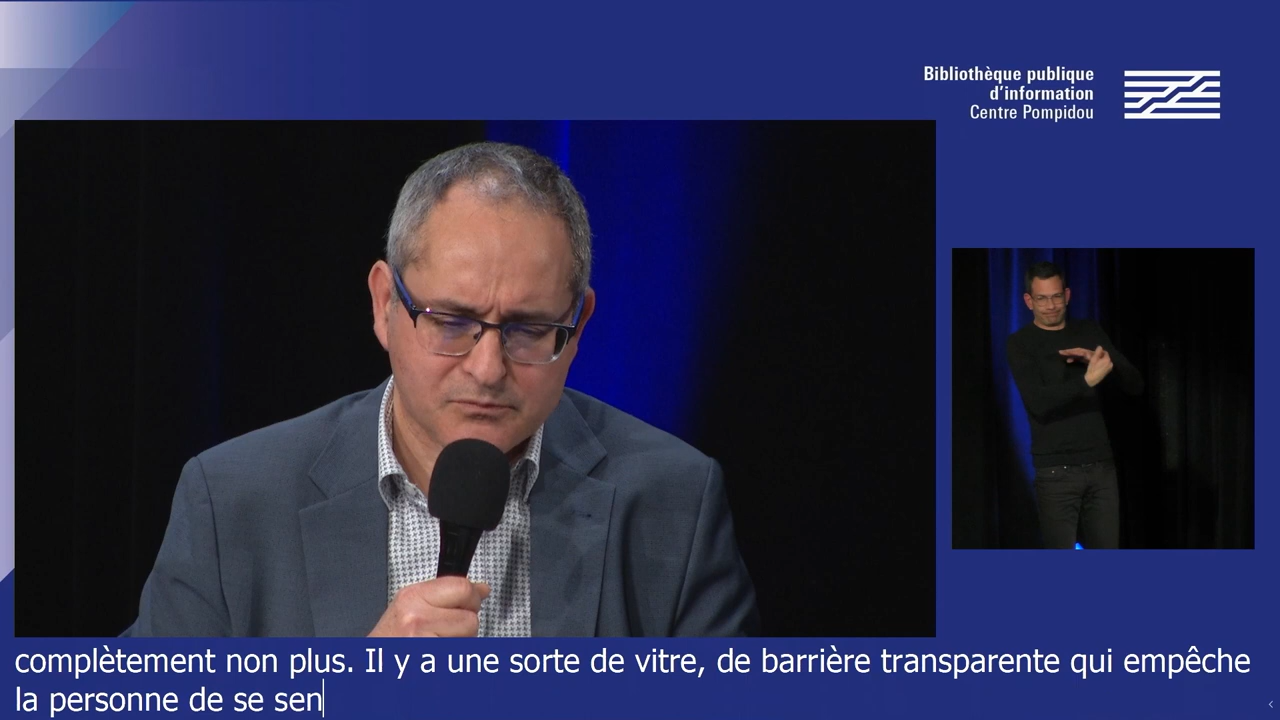 Bibliothèque publique
d'information
Centre Pompidou
complètement non plus. Il y a une sorte de vitre, de barrière transparente qui empêche
la personne de se sen